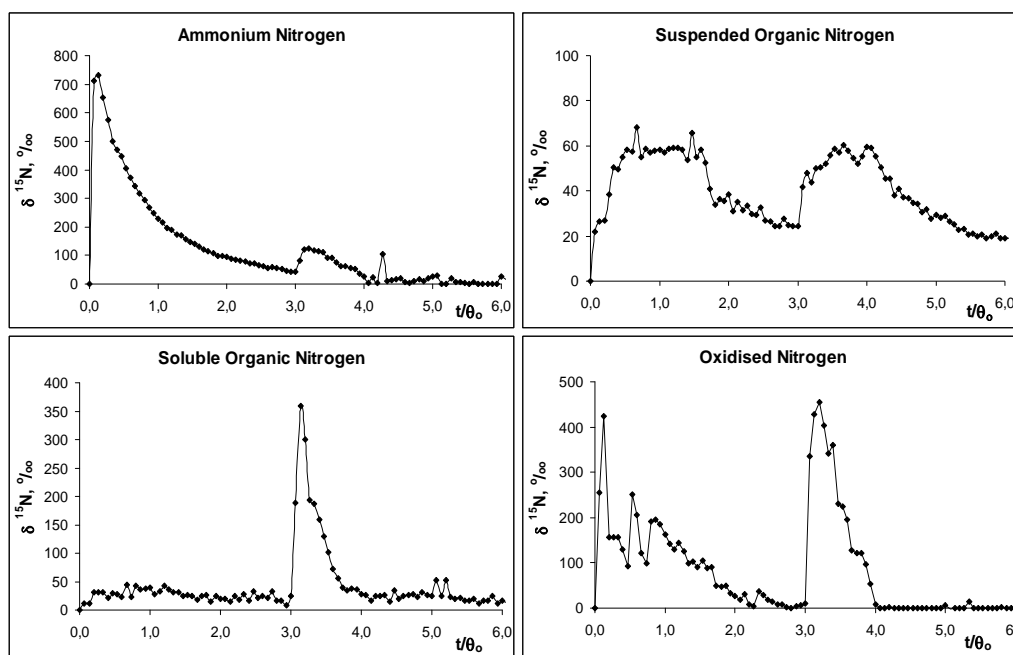 Ammonium Nitrogen
800
700
600
500
400
300
200
100
0
δ ¹⁵N, ‰
0,0 1,0 2,0 3,0 4,0 5,0 6,0
t/θₒ
Suspended Organic Nitrogen
100
80
60
40
20
0
δ ¹⁵N, ‰
0,0 1,0 2,0 3,0 4,0 5,0 6,0
t/θₒ
Soluble Organic Nitrogen
400
350
300
250
200
150
100
50
0
δ ¹⁵N, ‰
0,0 1,0 2,0 3,0 4,0 5,0 6,0
t/θₒ
Oxidised Nitrogen
500
400
300
200
100
0
δ ¹⁵N, ‰
0,0 1,0 2,0 3,0 4,0 5,0 6,0
t/θₒ